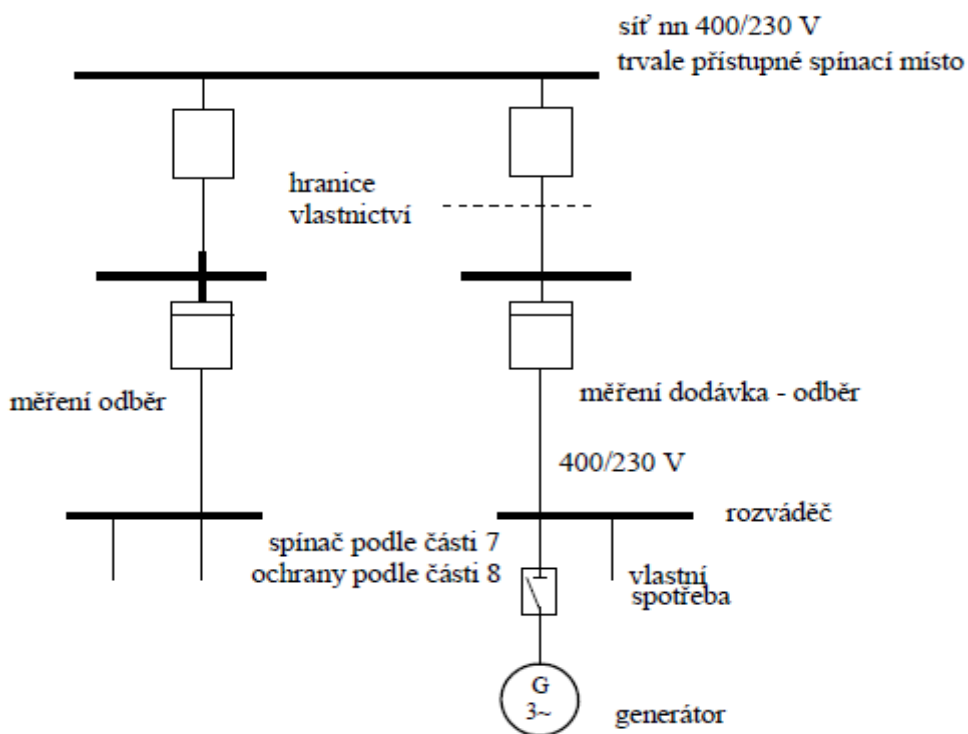 síť nn 400/230 V
trvale přístupné spínací místo
hranice
vlastnictví
měření odběr
měření dodávka - odběr
400/230 V
rozváděč
spínač podle části 7
ochrany podle části 8
vlastní
spotřeba
G
3~
generátor